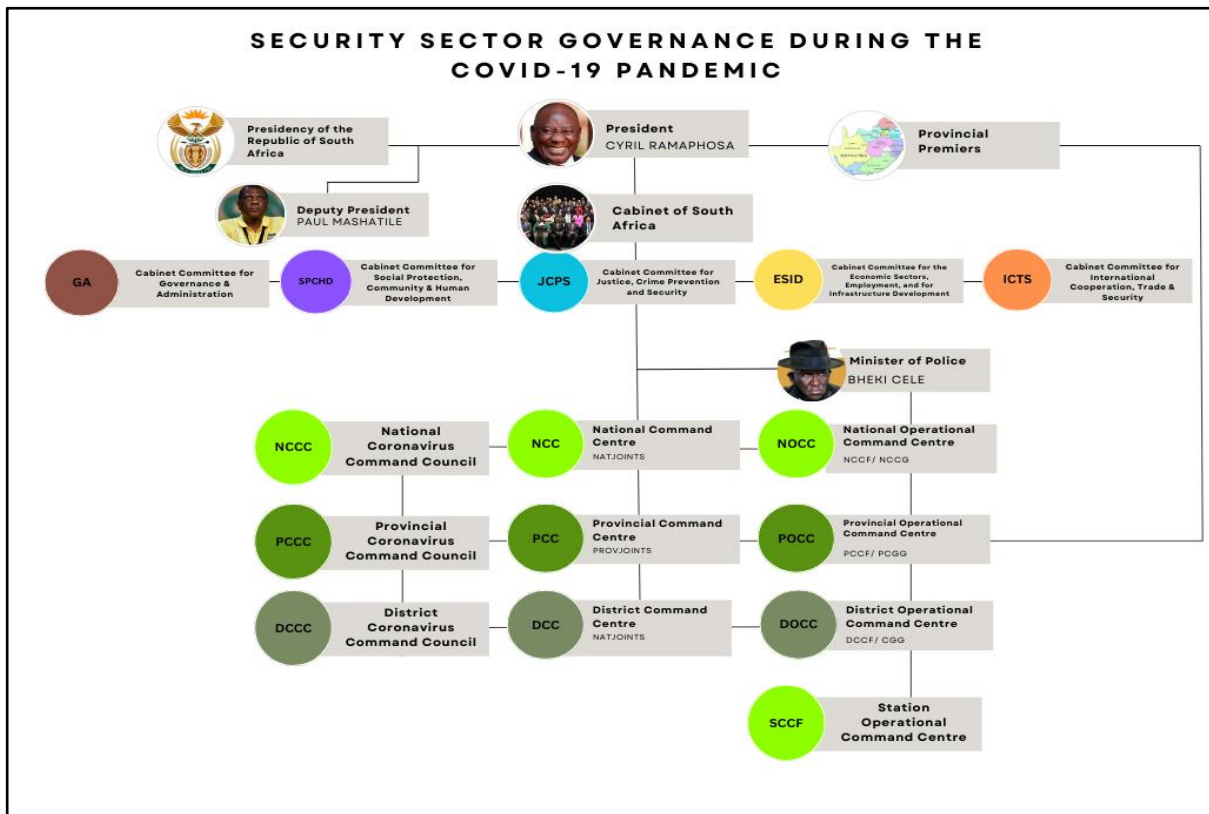 SECURITY SECTOR GOVERNANCE DURING THE
COVID-19 PANDEMIC
Presidency of the
Republic of South
Africa
President
CYRIL RAMAPHOSA
Provincial
Premiers
Deputy President
PAUL MASHATILE
Cabinet of South
Africa
GA
Cabinet Committee for
Governance &
Administration
SPCHD
Cabinet Committee for
Social Protection,
Community & Human
Development
JCPS
Cabinet Committee for
Justice, Crime Prevention
and Security
ESID
Cabinet Committee for the
Economic Sectors,
Employment, and for
Infrastructure Development
ICTS
Cabinet Committee for
International
Cooperation, Trade &
Security
Minister of Police
BHEKI CELE
NCCC
National
Coronavirus
Command Council
NCC
National Command
Centre
NATJOINTS
NOCC
National Operational
Command Centre
NCCF/ NCCG
PCCC
Provincial
Coronavirus
Command Council
PCC
Provincial Command
Centre
PROVJOINTS
POCC
Provincial Operational
Command Centre
PCCF/ PCGG
DCCC
District
Coronavirus
Command Council
DCC
District Command
Centre
NATJOINTS
DOCC
District Operational
Command Centre
DCCF/ CGG
SCCF
Station
Operational
Command Centre